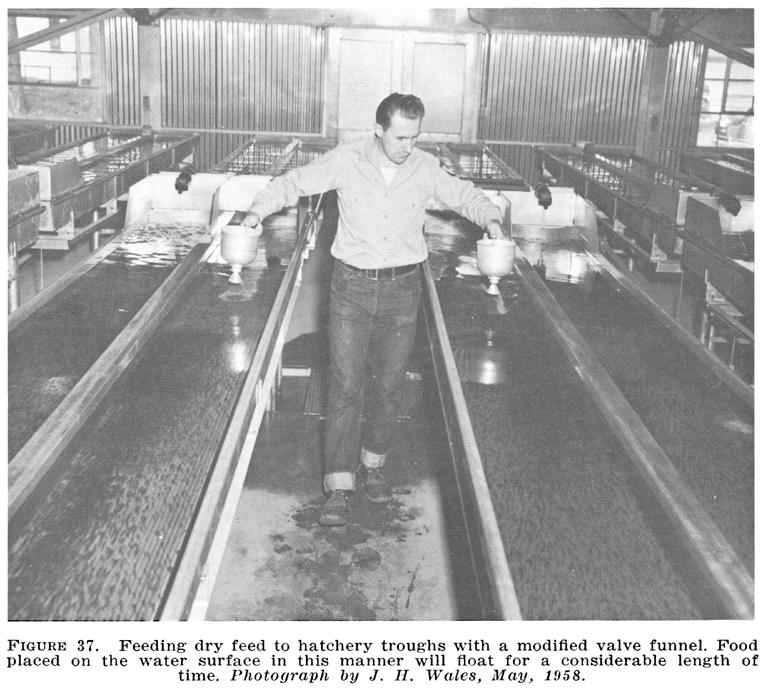 FIGURE 37. Feeding dry feed to hatchery troughs with a modified valve funnel. Food
placed on the water surface in this manner will float for a considerable length of
time. Photograph by J. H. Wales, May, 1958.